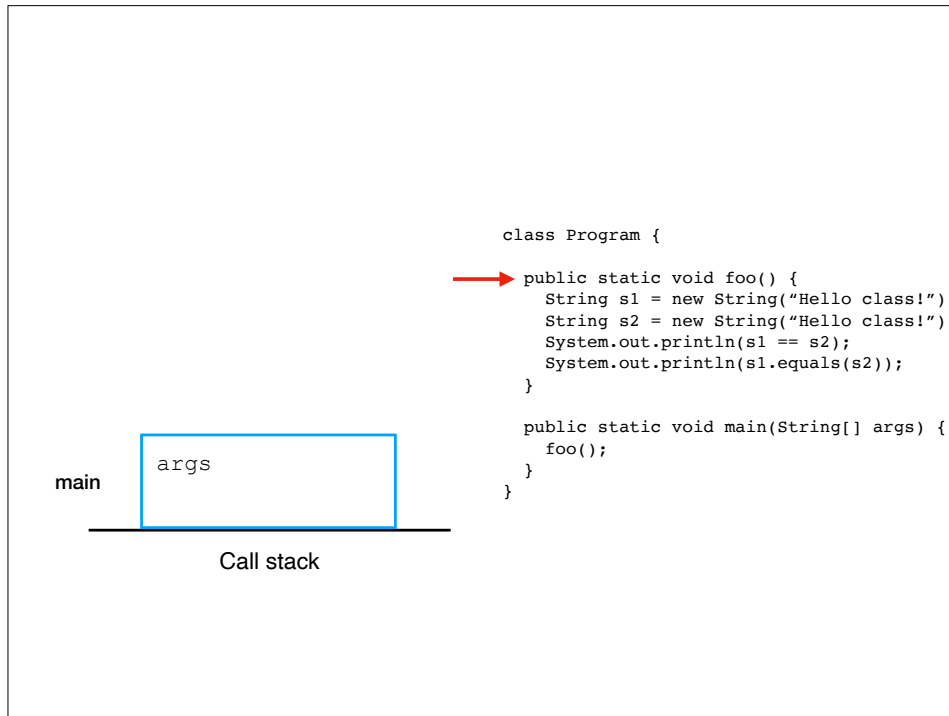 class Program {
public static void foo() {
String s1 = new String(“Hello class!”)
String s2 = new String(“Hello class!”)
System.out.println(s1 == s2);
System.out.println(s1.equals(s2));
}
public static void main(String[] args) {
foo();
}
}
args
main
Call stack